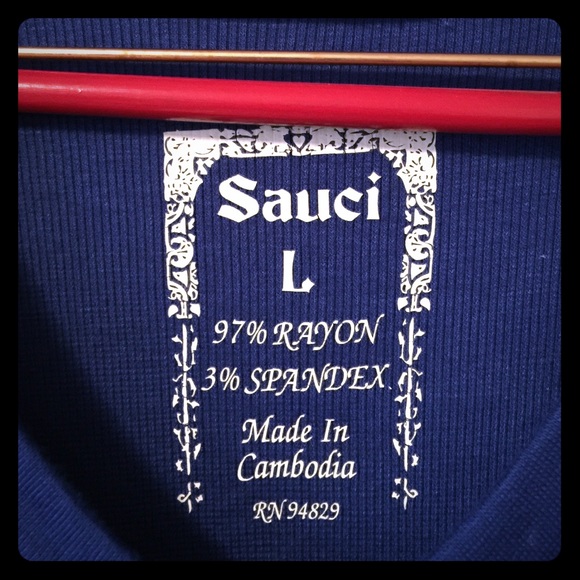 Sauci
L
97% RAYON
3% SPANDEX
Made In
Cambodia
RN 94829